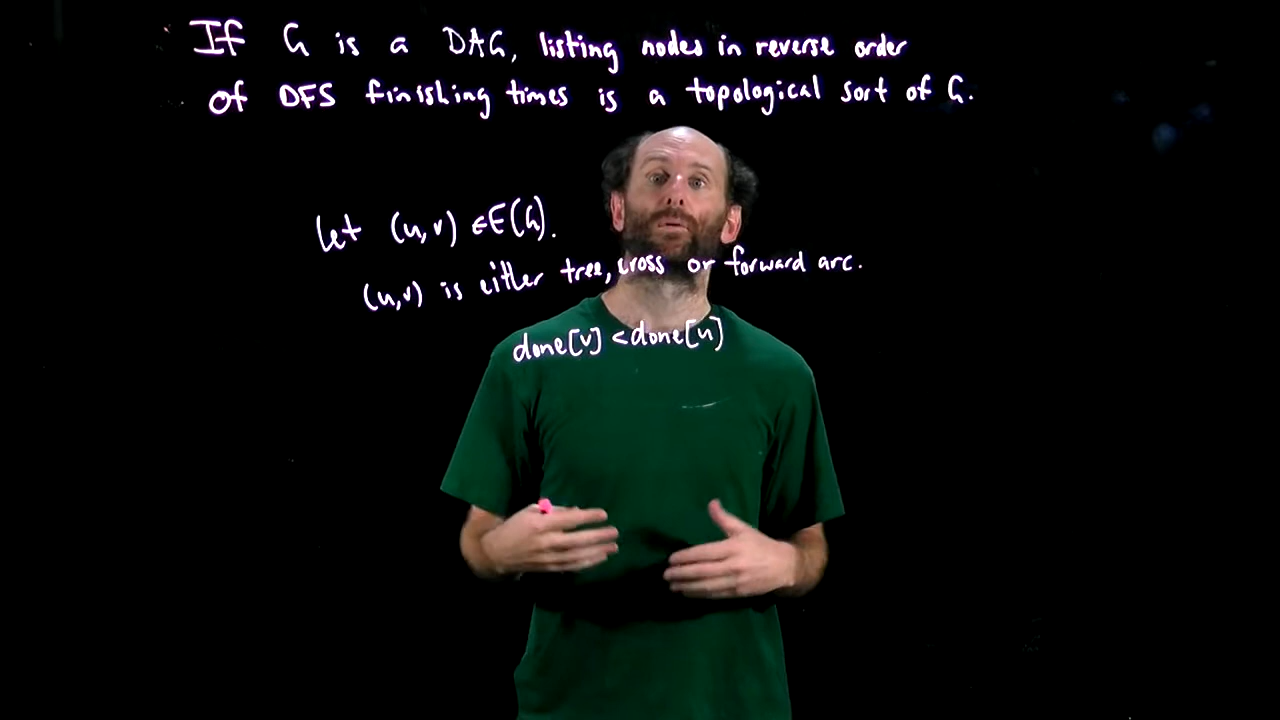 If G is a DAG, listing nodes in reverse order
of DFS finishing times is a topological sort of G.
let (u,v) ∈ E(G).
(u,v) is either tree, cross or forward arc.
done[v] < done[u]